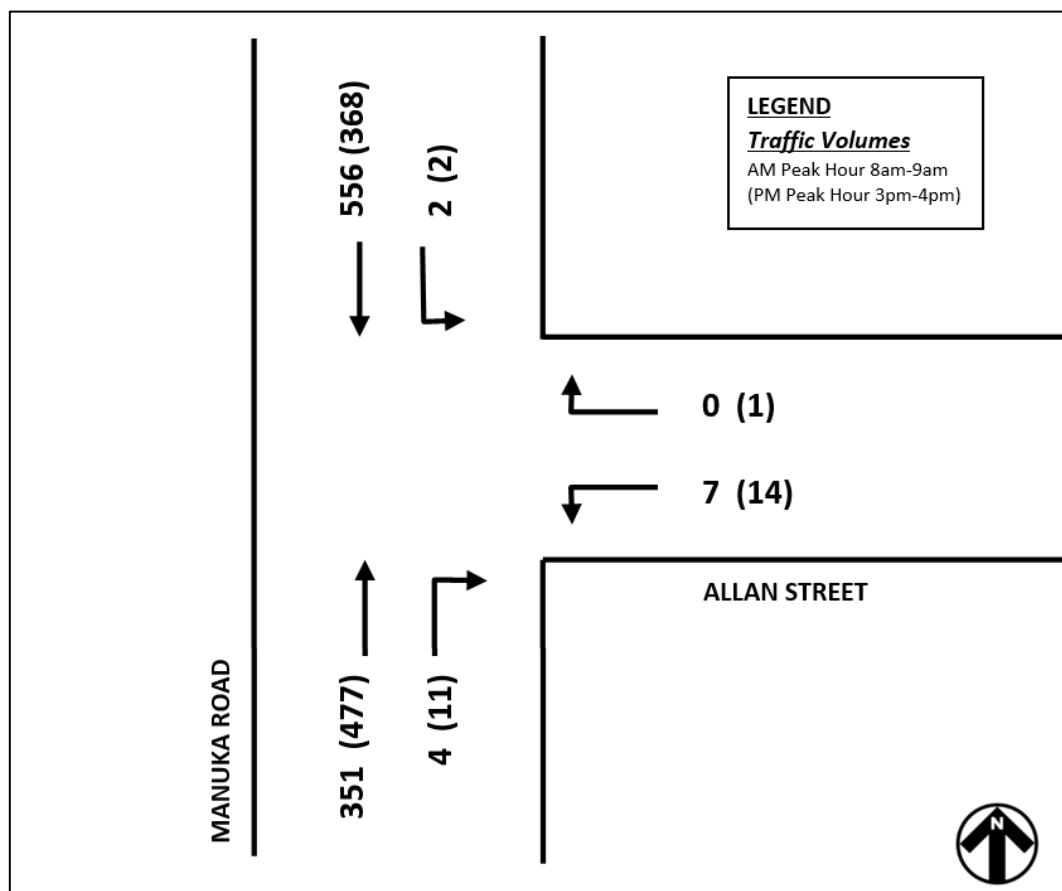 556 (368)
2 (2)
LEGEND
Traffic Volumes
AM Peak Hour 8am-9am
(PM Peak Hour 3pm-4pm)
0 (1)
7 (14)
ALLAN STREET
MANUKA ROAD
351 (477)
4 (11)
N